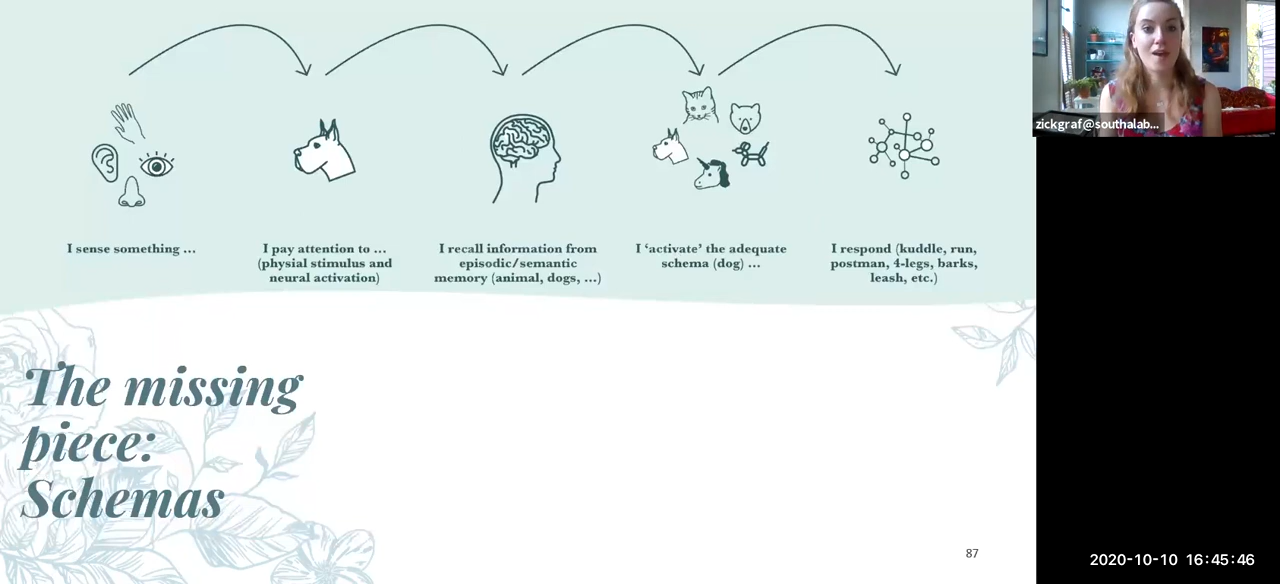 I sense something ...
I pay attention to ...
(physial stimulus and
neural activation)
I recall information from
episodic/semantic
memory (animal, dogs, ...)
I ‘activate’ the adequate
schema (dog) ...
I respond (kuddle, run,
postman, 4-legs, barks,
leash, etc.)
The missing
piece:
Schemas
87
zickgraf@southalab...
2020-10-10 16:45:46